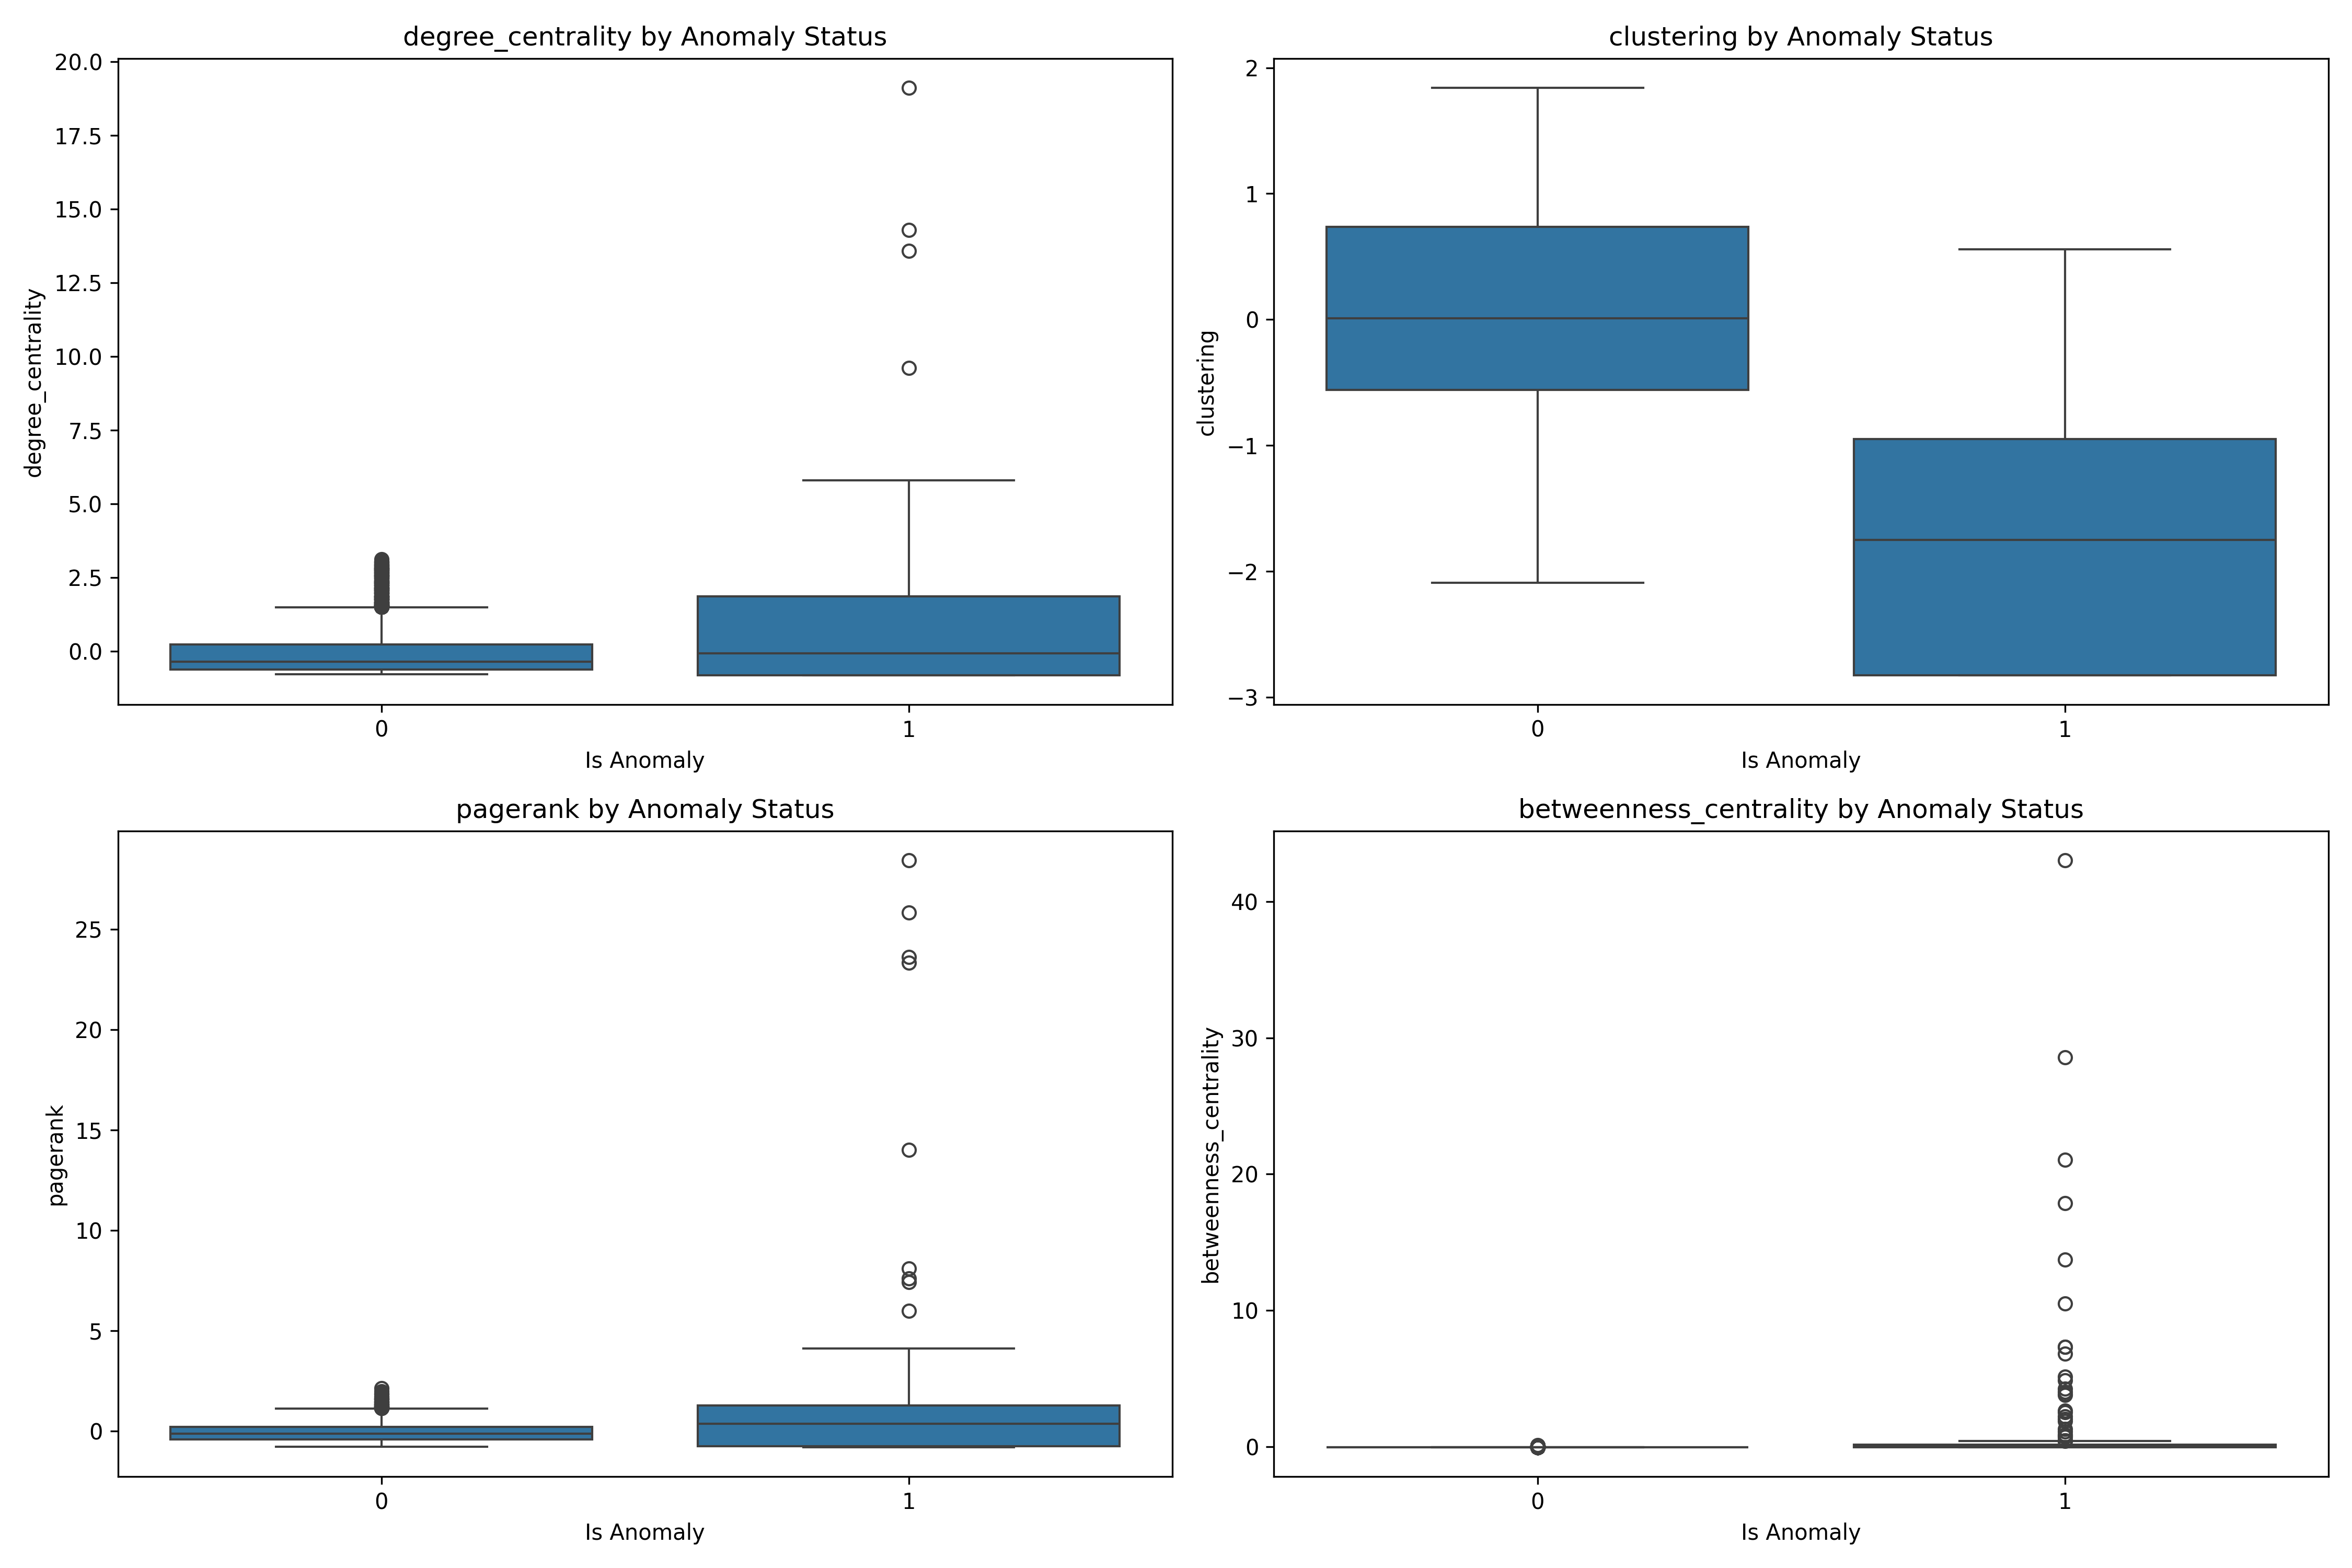 degree_centrality by Anomaly Status
20.0
17.5
15.0
12.5
10.0
7.5
5.0
2.5
0.0
degree_centrality
0 1
Is Anomaly
clustering by Anomaly Status
2
1
0
−1
−2
−3
clustering
0 1
Is Anomaly
pagerank by Anomaly Status
25
20
15
10
5
0
pagerank
0 1
Is Anomaly
betweenness_centrality by Anomaly Status
40
30
20
10
0
betweenness_centrality
0 1
Is Anomaly